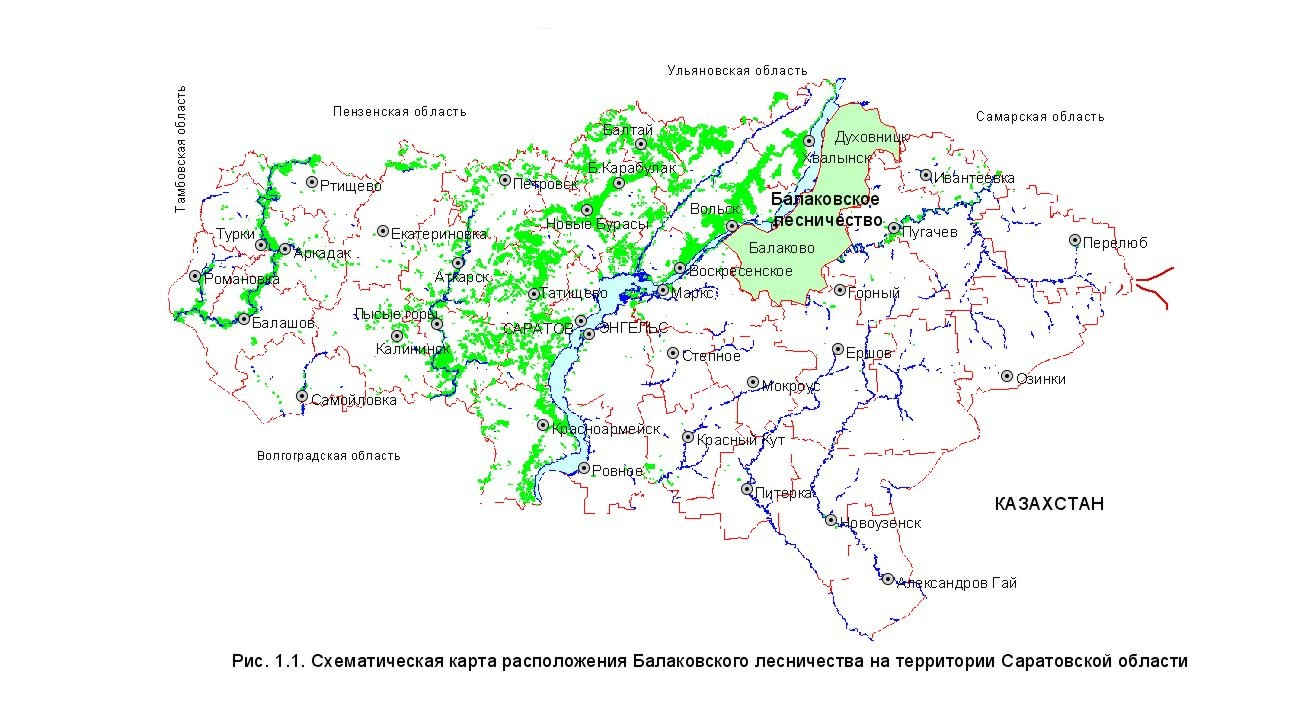 Ульяновская область
Тамбовская область
Пензенская область
Самарская область
Балтай
Духовницк
Хвалынск
Б.Карабулак
Ртищево
Петровск
Ивантеевка
Балаковское
лесничество
Вольск
Новые Бурасы
Турки
Екатериновка
Пугачев
Перелюб
Аркадак
Балаково
Романовка
Аткарск
Воскресенское
Татищево
Маркс
Горный
Лысые горы
Балашов
САРАТОВ
ЭНГЕЛЬС
Калининск
Степное
Ершов
Мокроус
Озинки
Самойловка
Красноармейск
Красный Кут
Волгоградская область
Ровное
Питерка
КАЗАХСТАН
Новоузенск
Александров Гай
Рис. 1.1. Схематическая карта расположения Балаковского лесничества на территории Саратовской области